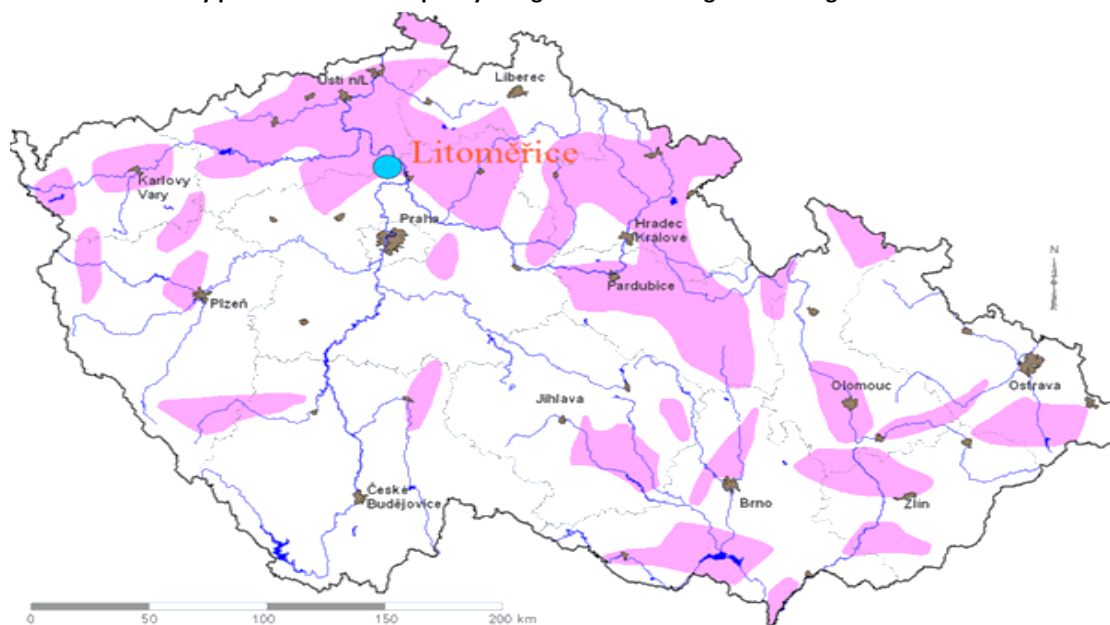 Ústí n/L
Liberec
Litoměřice
Karlovy
Vary
Praha
Hradec
Kralove
N
Pardubice
Plzeň
Olomouc
Ostrava
Jihlava
České
Budějovice
Brno
Zlín
0 50 100 150 200 km